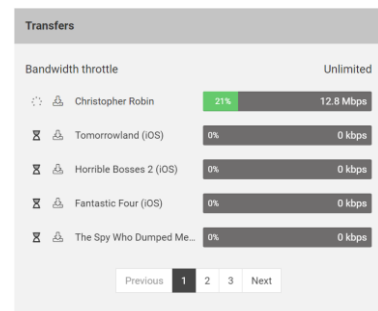 Transfers
Bandwidth throttle Unlimited
Christopher Robin 21% 12.8 Mbps
Tomorrowland (iOS) 0% 0 kbps
Horrible Bosses 2 (iOS) 0% 0 kbps
Fantastic Four (iOS) 0% 0 kbps
The Spy Who Dumped Me... 0% 0 kbps
Previous 1 2 3 Next